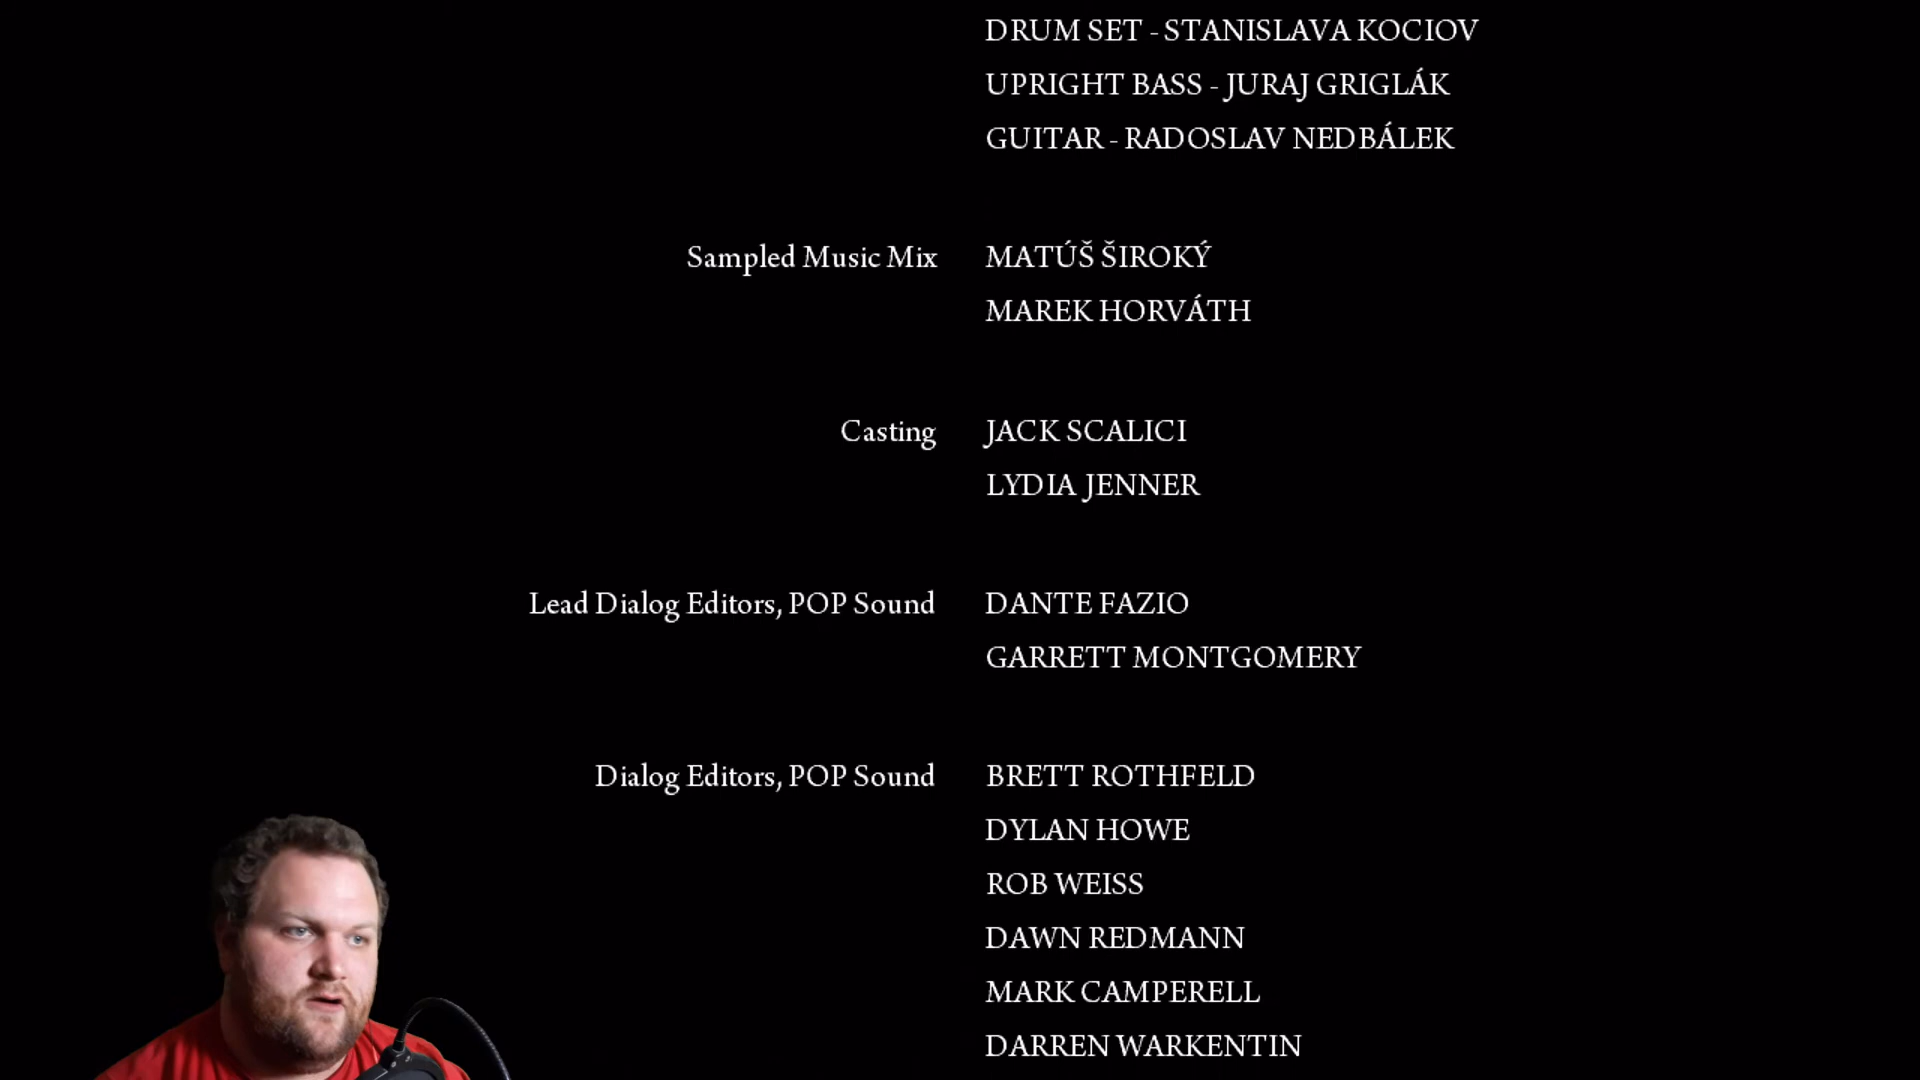 DRUM SET - STANISLAVA KOCIOV
UPRIGHT BASS - JURAJ GRIGLÁK
GUITAR - RADOSLAV NEDBÁLEK
Sampled Music Mix MATÚŠ ŠIROKÝ
MAREK HORVÁTH
Casting JACK SCALICI
LYDIA JENNER
Lead Dialog Editors, POP Sound DANTE FAZIO
GARRETT MONTGOMERY
Dialog Editors, POP Sound BRETT ROTHFELD
DYLAN HOWE
ROB WEISS
DAWN REDMANN
MARK CAMPERELL
DARREN WARKENTIN